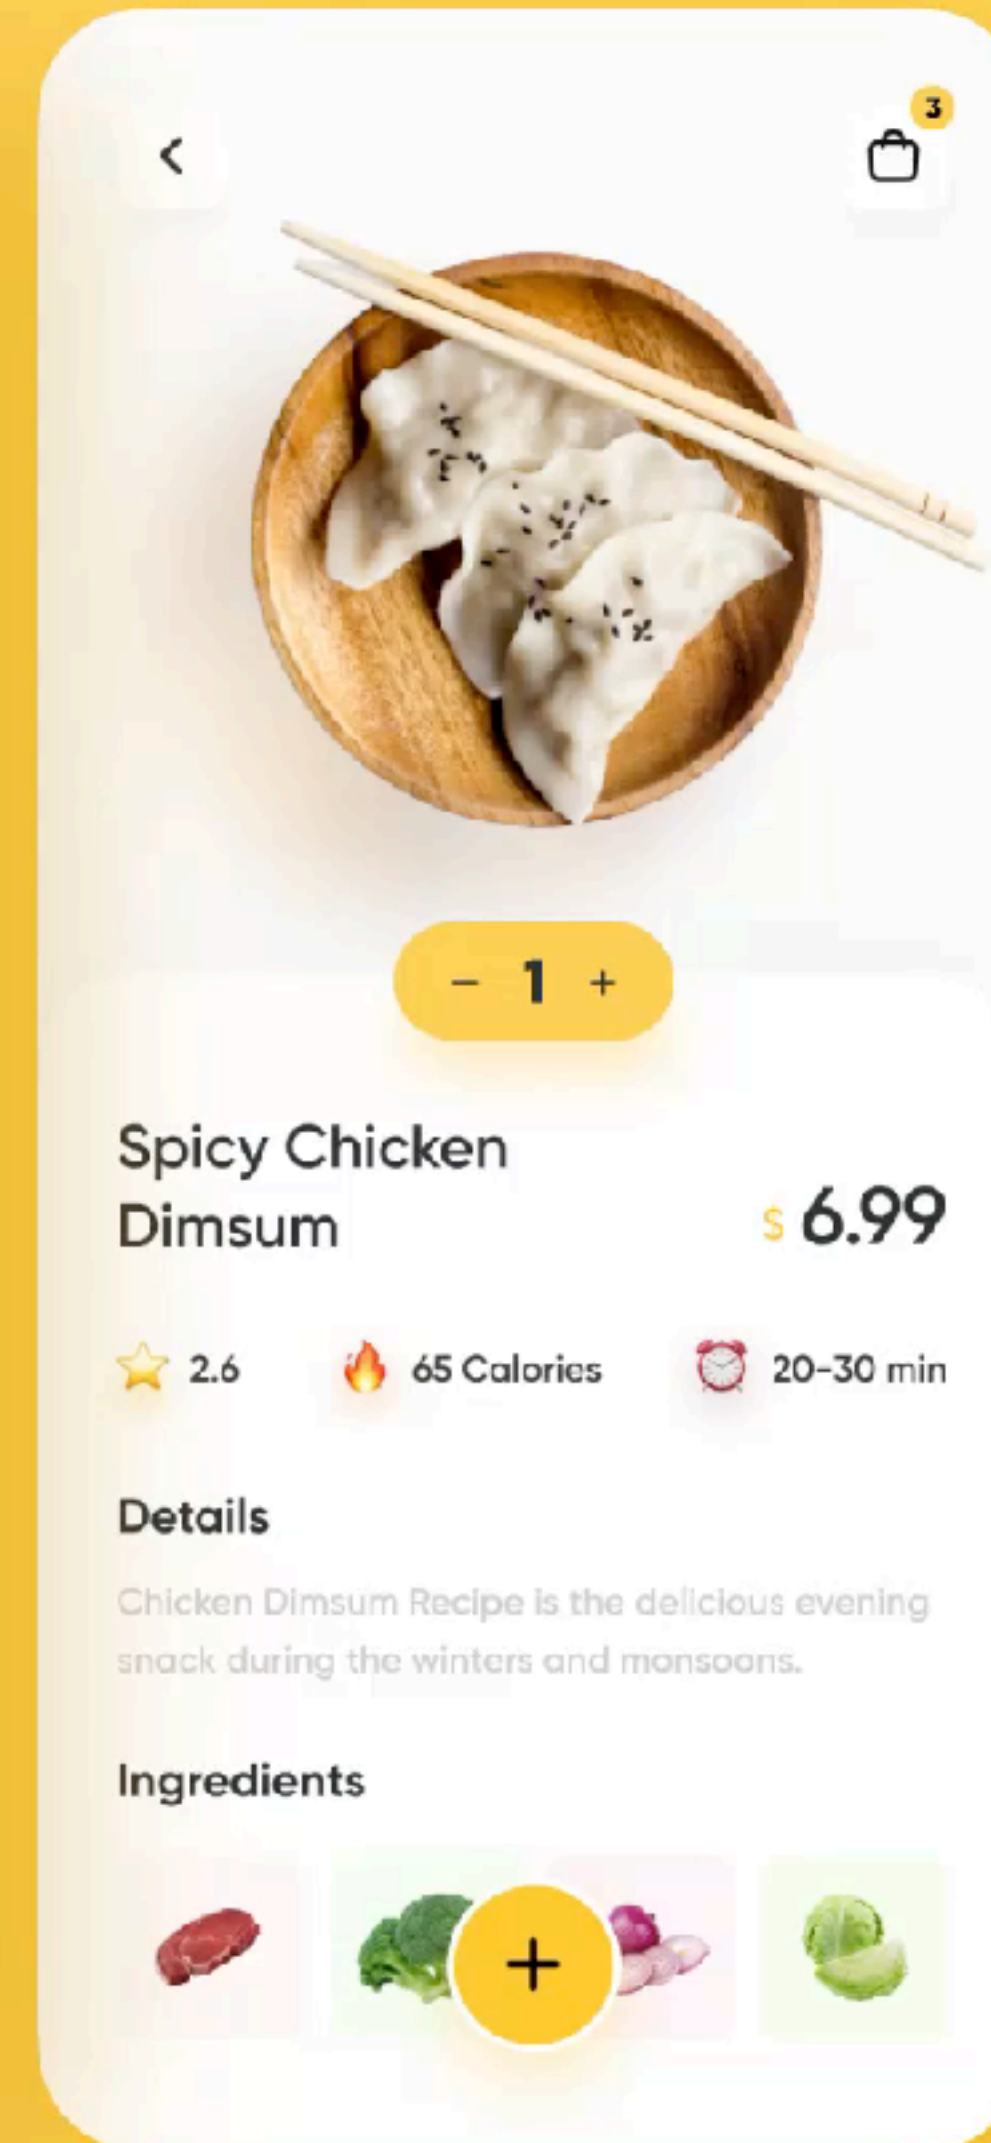 3
− 1 +
Spicy Chicken
Dimsum
$ 6.99
2.6
65 Calories
20-30 min
Details
Chicken Dimsum Recipe is the delicious evening
snack during the winters and monsoons.
Ingredients
+